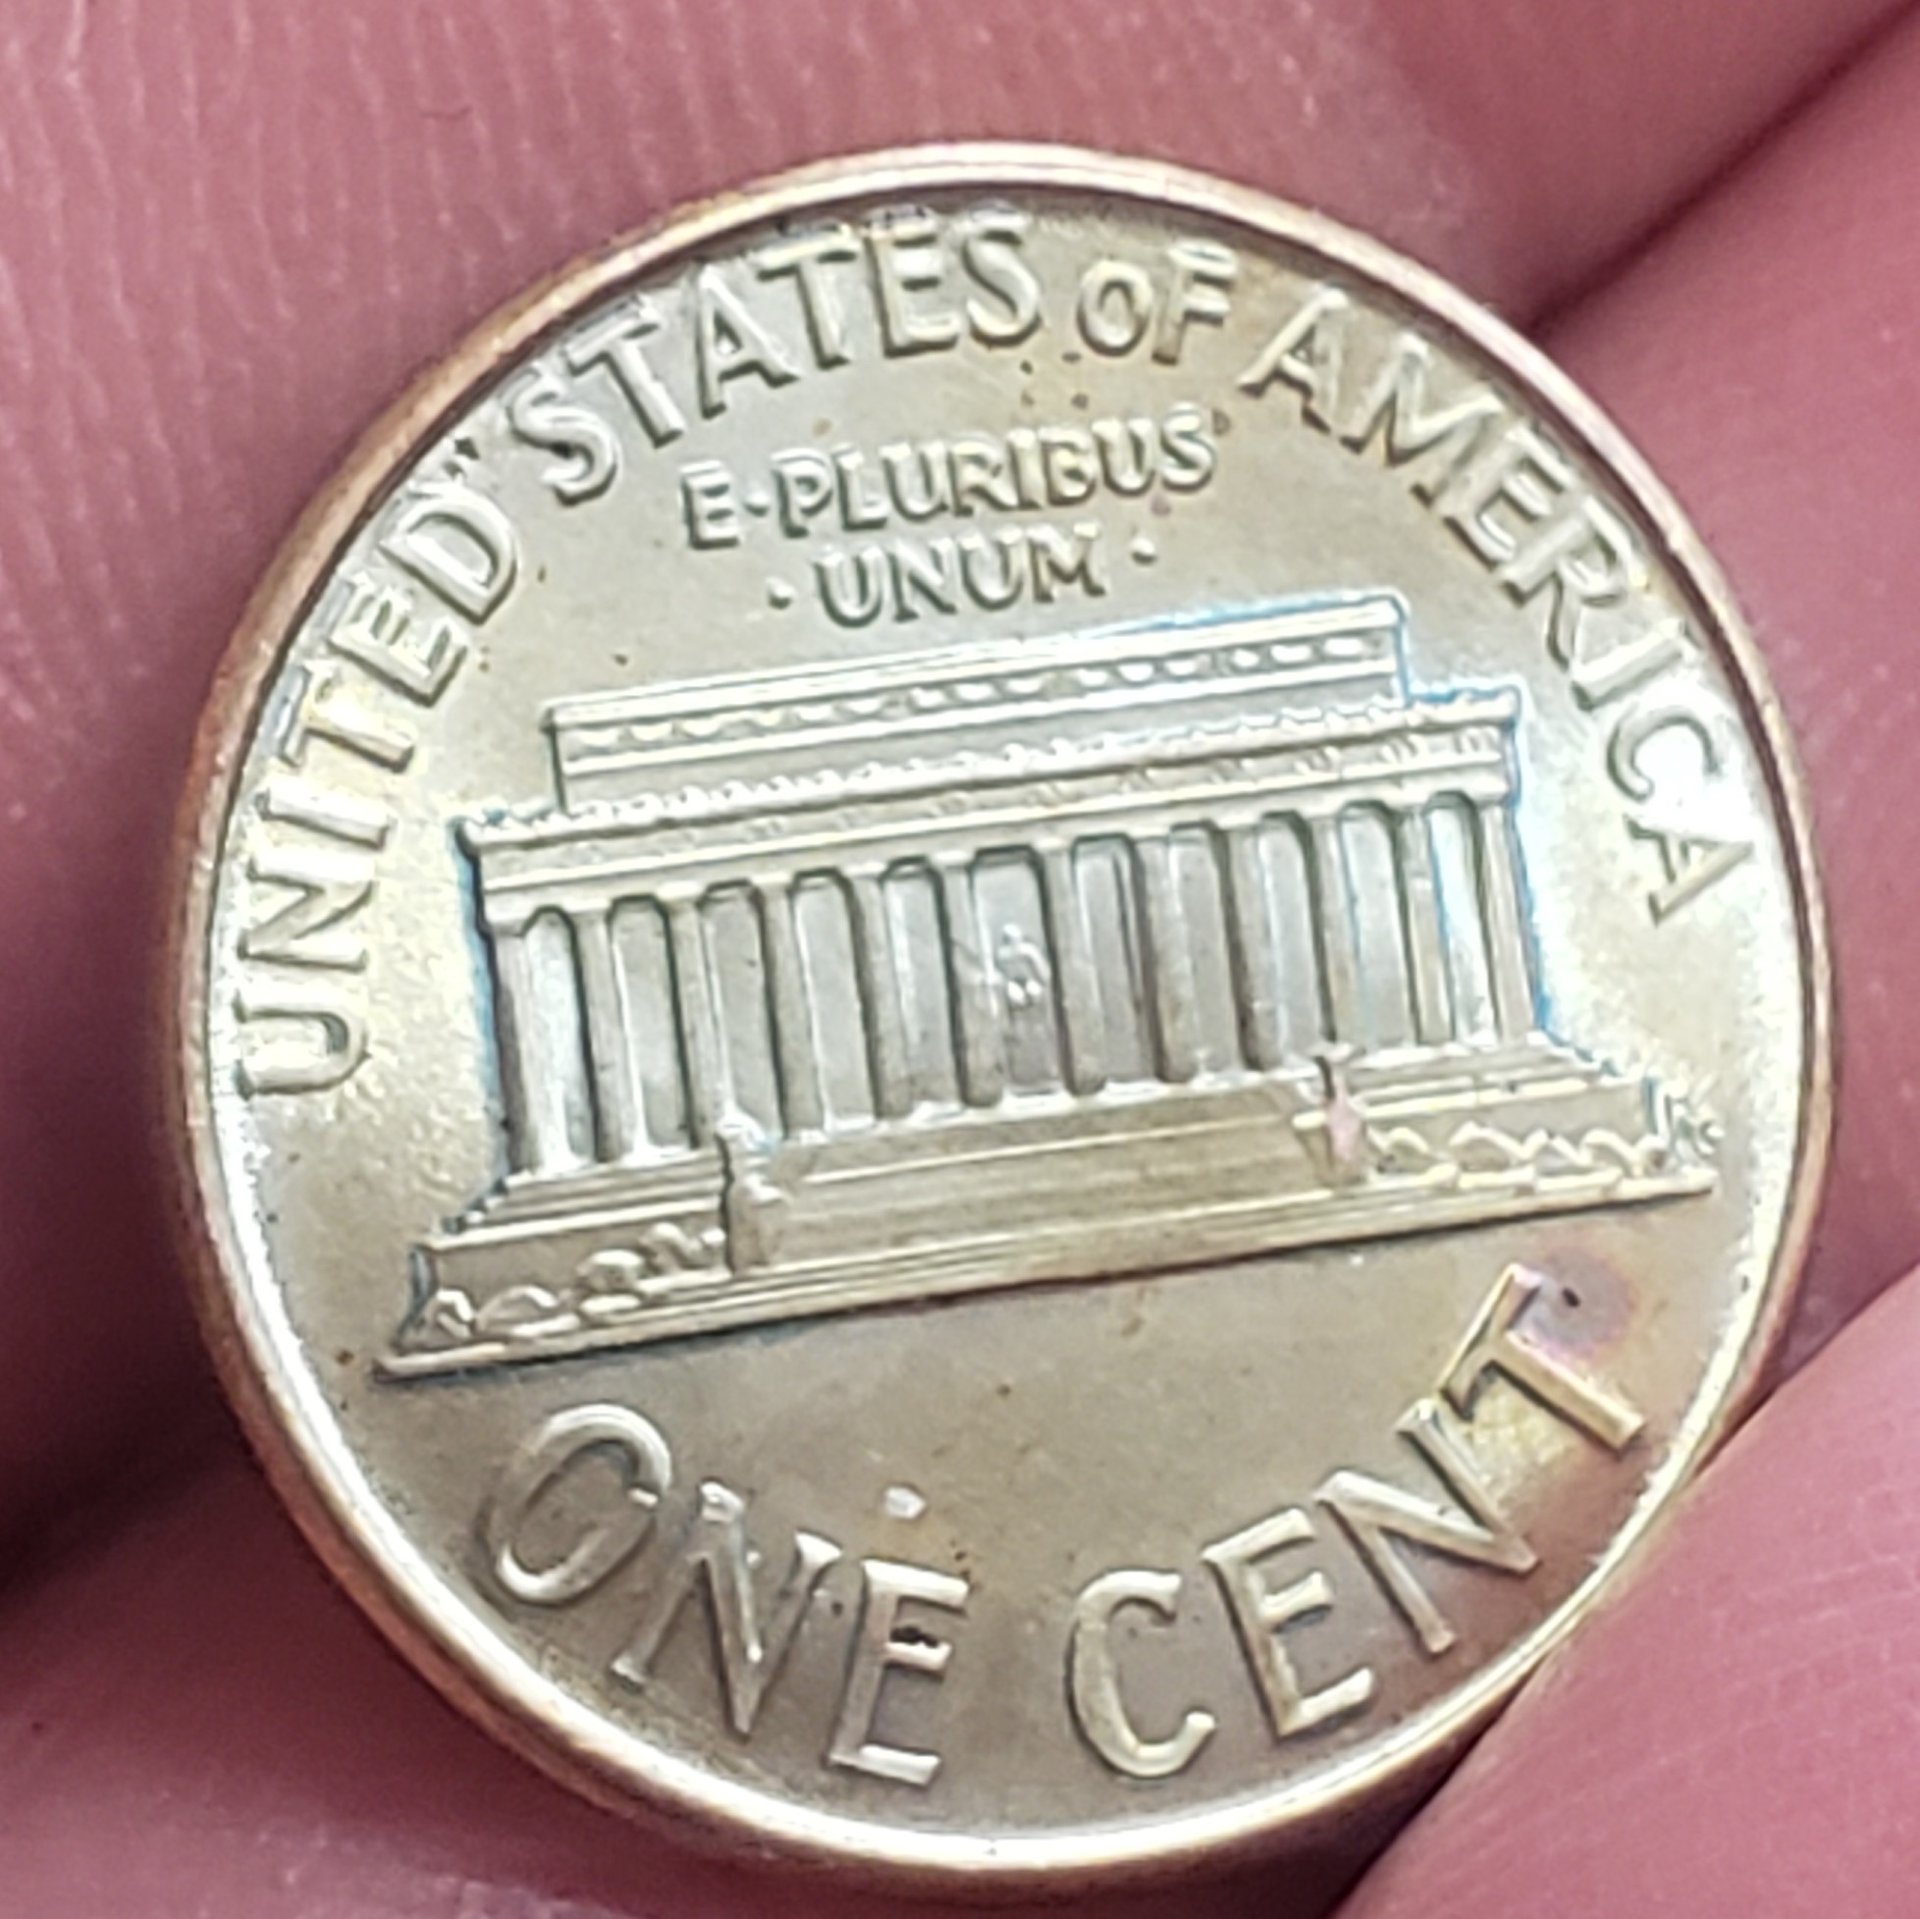 UNITED STATES OF AMERICA
E·PLURIBUS
·UNUM·
ONE CENT